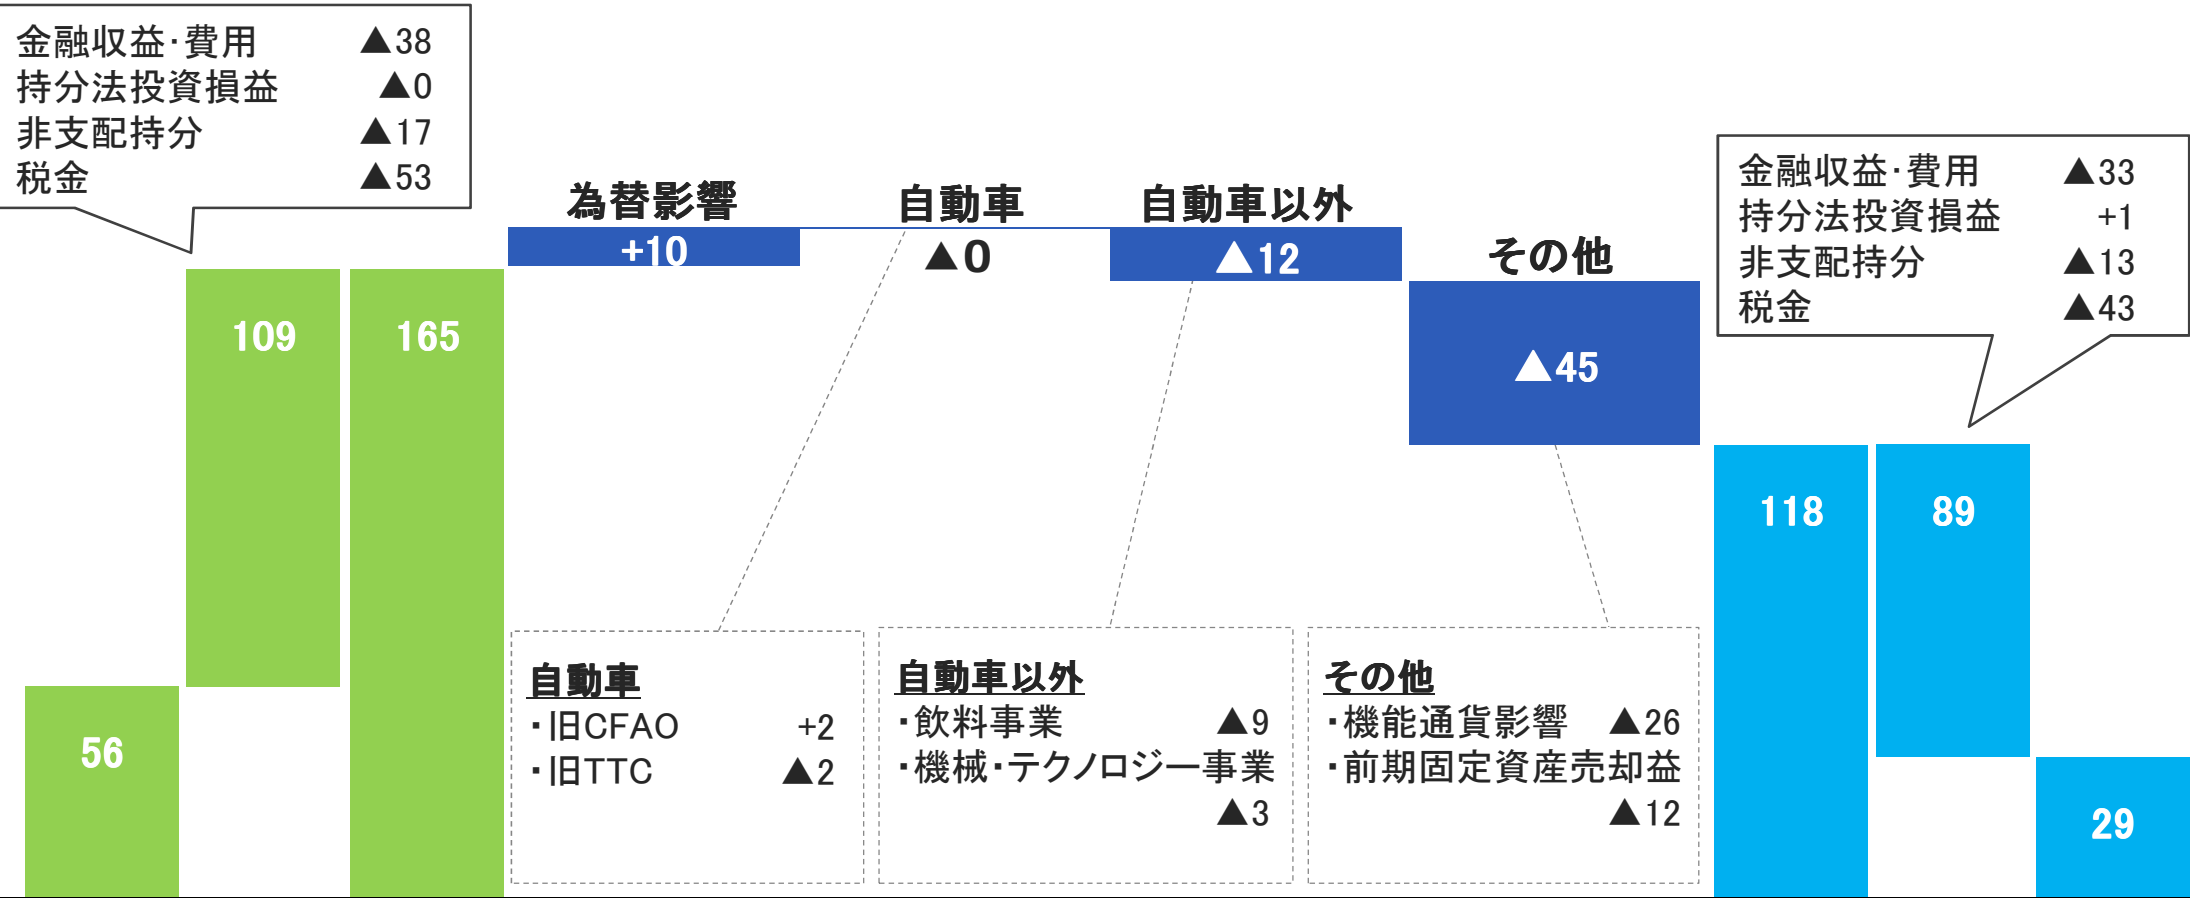 金融収益・費用 ▲38
持分法投資損益 ▲0
非支配持分 ▲17
税金 ▲53
為替影響
+10
自動車
▲0
自動車以外
▲12
その他
▲45
金融収益・費用 ▲33
持分法投資損益 +1
非支配持分 ▲13
税金 ▲43
109
165
118
89
56
29
自動車
・旧CFAO +2
・旧TTC ▲2
自動車以外
・飲料事業 ▲9
・機械・テクノロジー事業
▲3
その他
・機能通貨影響 ▲26
・前期固定資産売却益
▲12